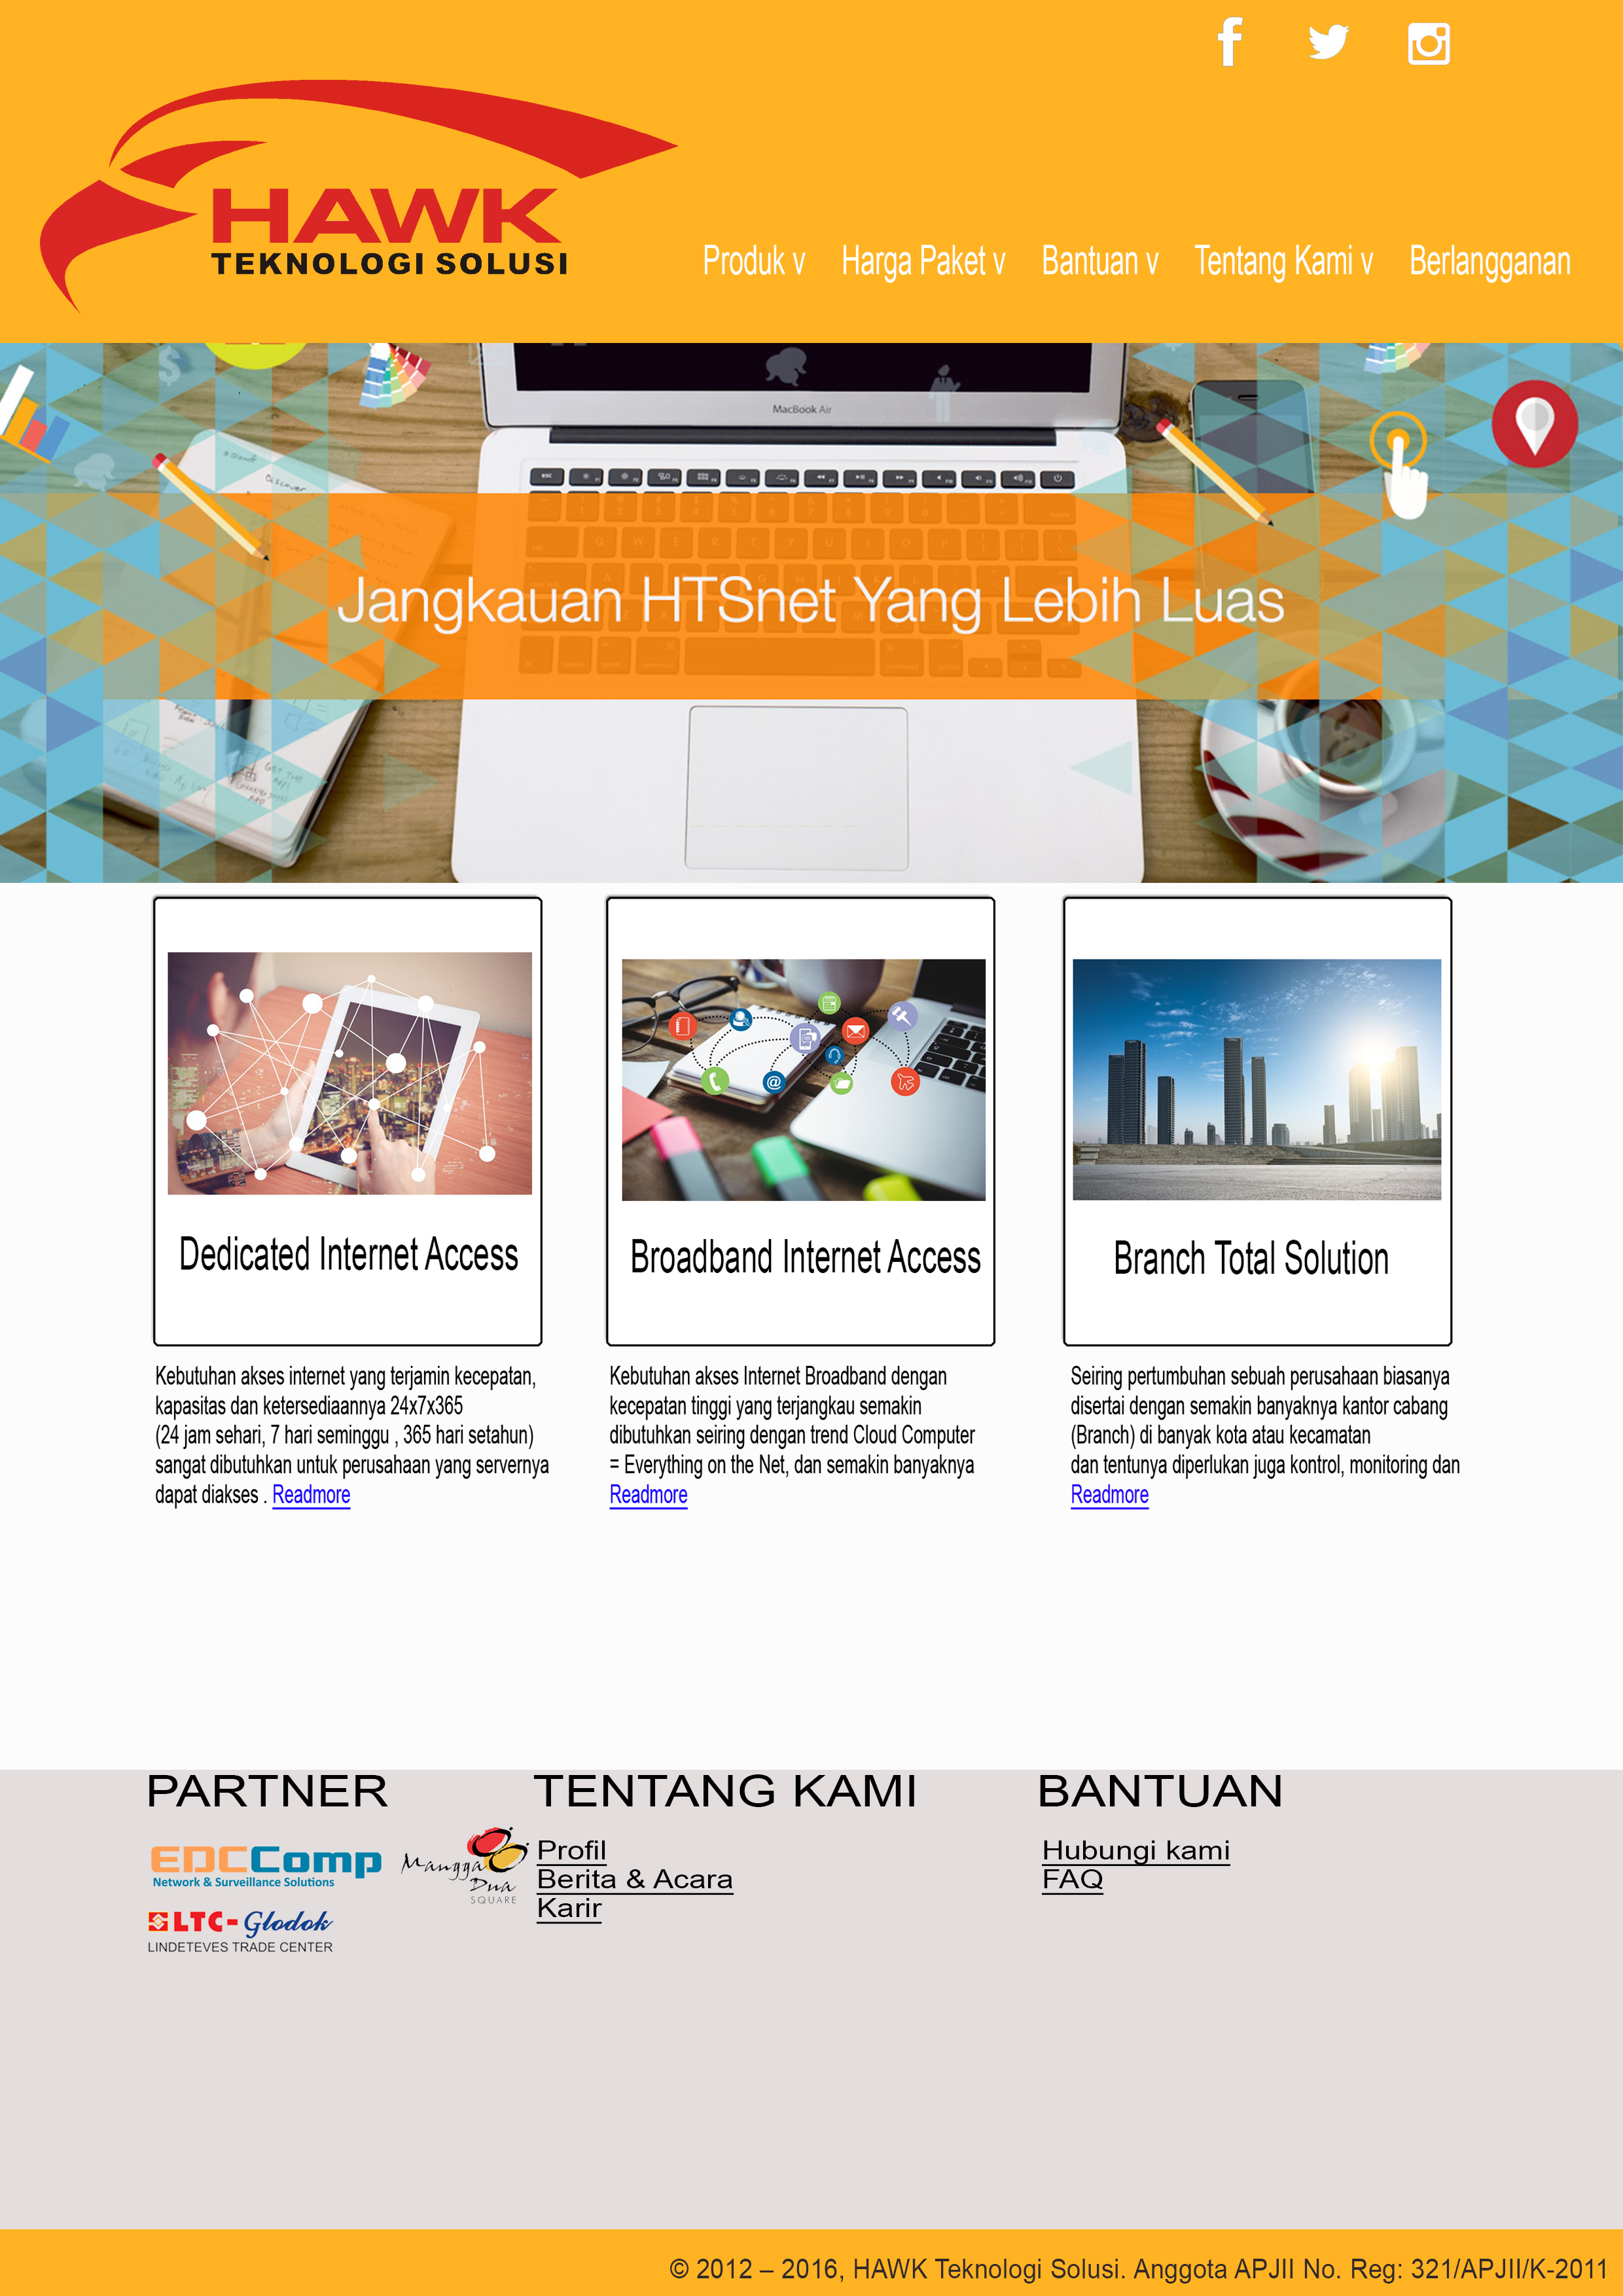 HAWK
TEKNOLOGI SOLUSI
Produk v Harga Paket v Bantuan v Tentang Kami v Berlangganan
MacBook Air
Jangkauan HTSnet Yang Lebih Luas
Dedicated Internet Access
Broadband Internet Access
Branch Total Solution
Kebutuhan akses internet yang terjamin kecepatan,
kapasitas dan ketersediaannya 24x7x365
(24 jam sehari, 7 hari seminggu , 365 hari setahun)
sangat dibutuhkan untuk perusahaan yang servernya
dapat diakses . Readmore
Kebutuhan akses Internet Broadband dengan
kecepatan tinggi yang terjangkau semakin
dibutuhkan seiring dengan trend Cloud Computer
= Everything on the Net, dan semakin banyaknya
Readmore
Seiring pertumbuhan sebuah perusahaan biasanya
disertai dengan semakin banyaknya kantor cabang
(Branch) di banyak kota atau kecamatan
dan tentunya diperlukan juga kontrol, monitoring dan
Readmore
PARTNER
EDCComp
Network & Surveillance Solutions
Mangga
Dua
SQUARE
LTC-Glodok
LINDETEVES TRADE CENTER
TENTANG KAMI
Profil
Berita & Acara
Karir
BANTUAN
Hubungi kami
FAQ
© 2012 – 2016, HAWK Teknologi Solusi. Anggota APJII No. Reg: 321/APJII/K-2011